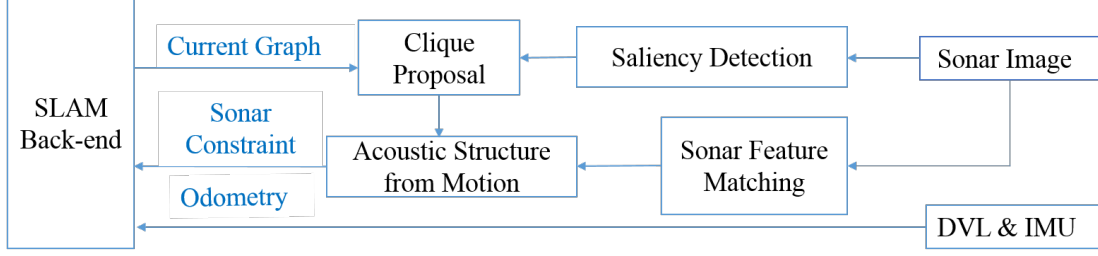 SLAM
Back-end
Current Graph
Clique
Proposal
Saliency Detection
Sonar Image
Sonar
Constraint
Acoustic Structure
from Motion
Sonar Feature
Matching
Odometry
DVL & IMU